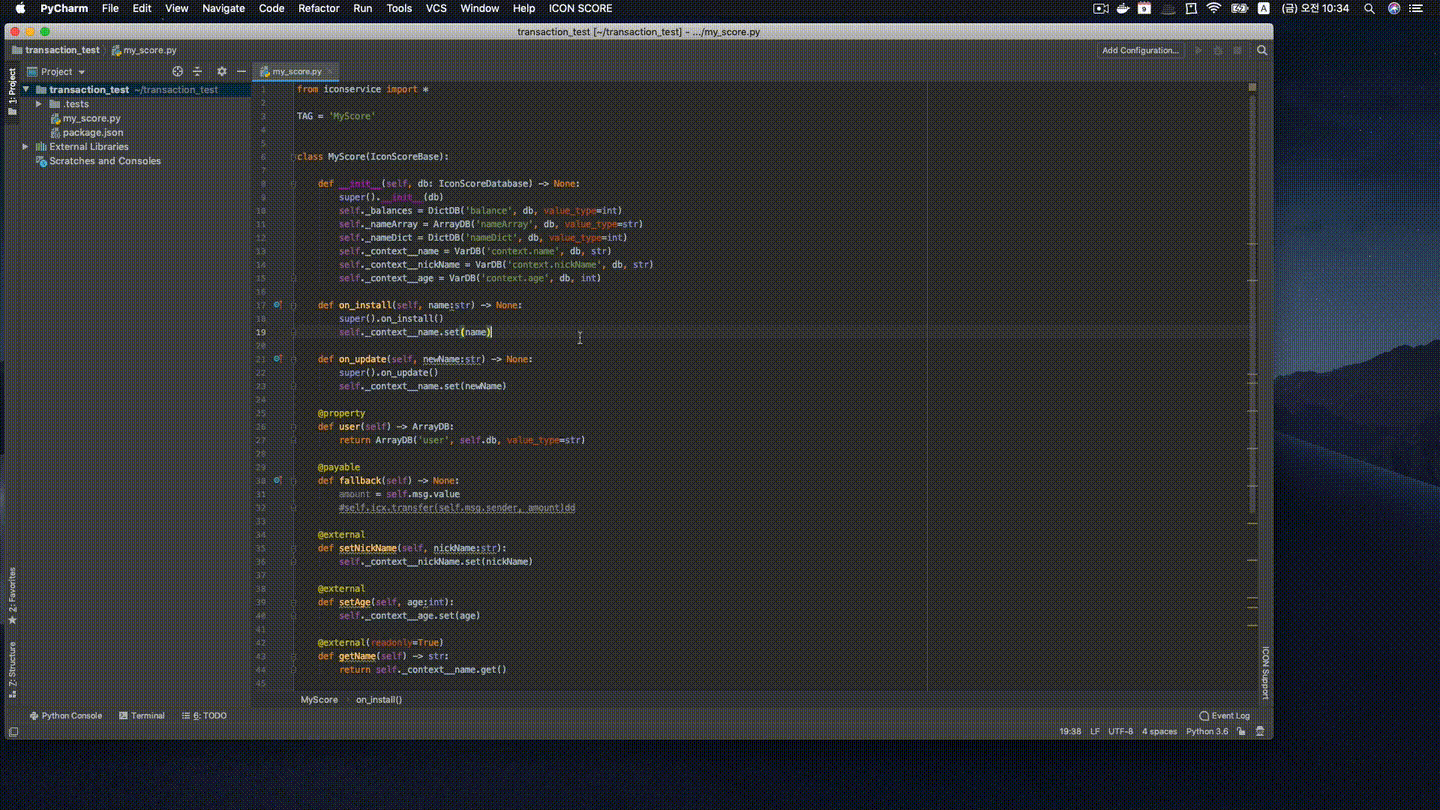 PyCharm File Edit View Navigate Code Refactor Run Tools VCS Window Help ICON SCORE 9 A (금) 오전 10:34
transaction_test [~/transaction_test] - .../my_score.py
transaction_test my_score.py Add Configuration...
1: Project
Project
transaction_test ~/transaction_test
.tests
my_score.py
package.json
External Libraries
Scratches and Consoles
my_score.py
1 from iconservice import *
2
3 TAG = 'MyScore'
4
5
6 class MyScore(IconScoreBase):
7
8 def __init__(self, db: IconScoreDatabase) -> None:
9 super().__init__(db)
10 self._balances = DictDB('balance', db, value_type=int)
11 self._nameArray = ArrayDB('nameArray', db, value_type=str)
12 self._nameDict = DictDB('nameDict', db, value_type=int)
13 self._context__name = VarDB('context.name', db, str)
14 self._context__nickName = VarDB('context.nickName', db, str)
15 self._context__age = VarDB('context.age', db, int)
16
17 def on_install(self, name:str) -> None:
18 super().on_install()
19 self._context__name.set(name)
20
21 def on_update(self, newName:str) -> None:
22 super().on_update()
23 self._context__name.set(newName)
24
25 @property
26 def user(self) -> ArrayDB:
27 return ArrayDB('user', self.db, value_type=str)
28
29 @payable
30 def fallback(self) -> None:
31 amount = self.msg.value
32 #self.icx.transfer(self.msg.sender, amount)dd
33
34 @external
35 def setNickName(self, nickName:str):
36 self._context__nickName.set(nickName)
37
38 @external
39 def setAge(self, age:int):
40 self._context__age.set(age)
41
42 @external(readonly=True)
43 def getName(self) -> str:
44 return self._context__name.get()
45
2: Favorites
7: Structure
ICON Support
MyScore on_install()
Python Console Terminal 6: TODO Event Log
19:38 LF UTF-8 4 spaces Python 3.6